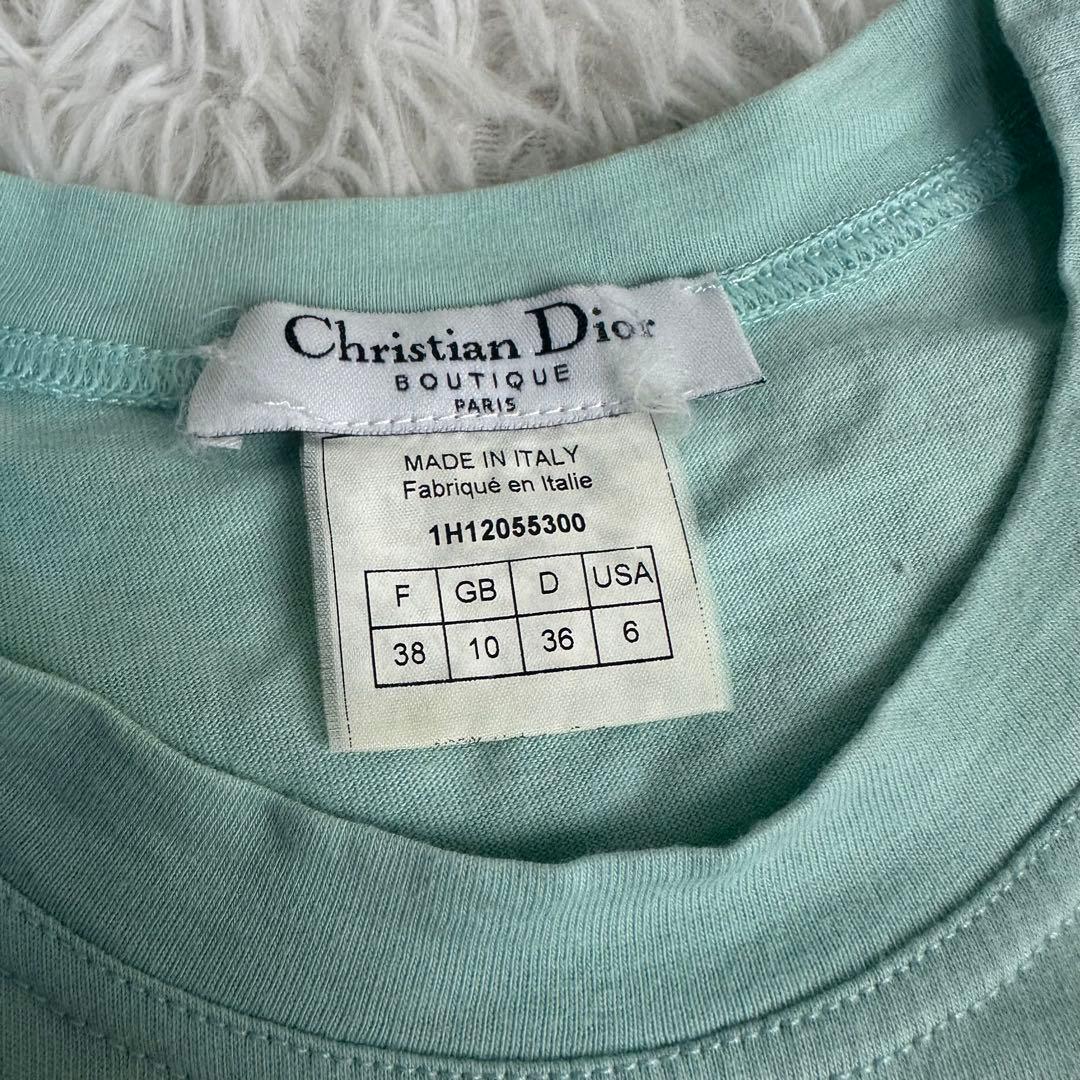 Christian Dior
BOUTIQUE
PARIS
MADE IN ITALY
Fabriqué en Italie
1H12055300
F GB D USA
38 10 36 6